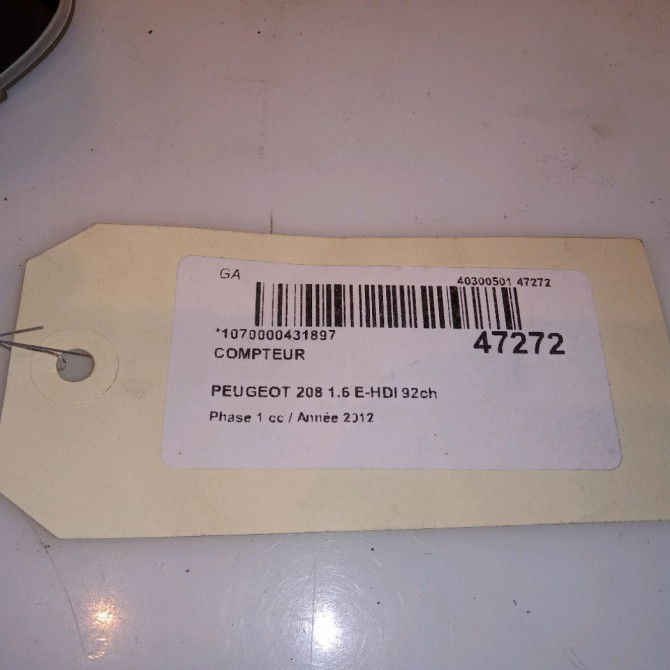 GA
40300501 47272
*1070000431897
47272
COMPTEUR
PEUGEOT 208 1.6 E-HDI 92ch
Phase 1 cc / Année 2012